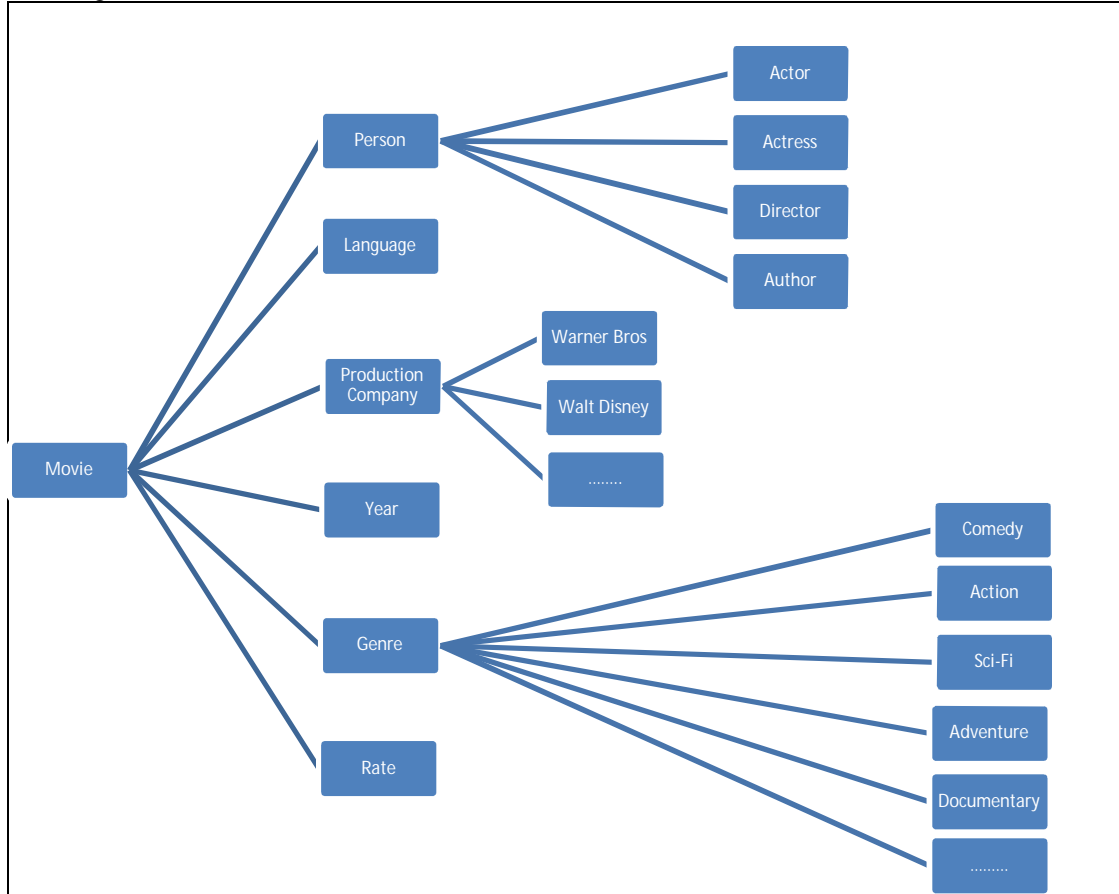 Movie
Person
Actor
Actress
Director
Author
Language
Production
Company
Warner Bros
Walt Disney
........
Year
Genre
Comedy
Action
Sci-Fi
Adventure
Documentary
.........
Rate